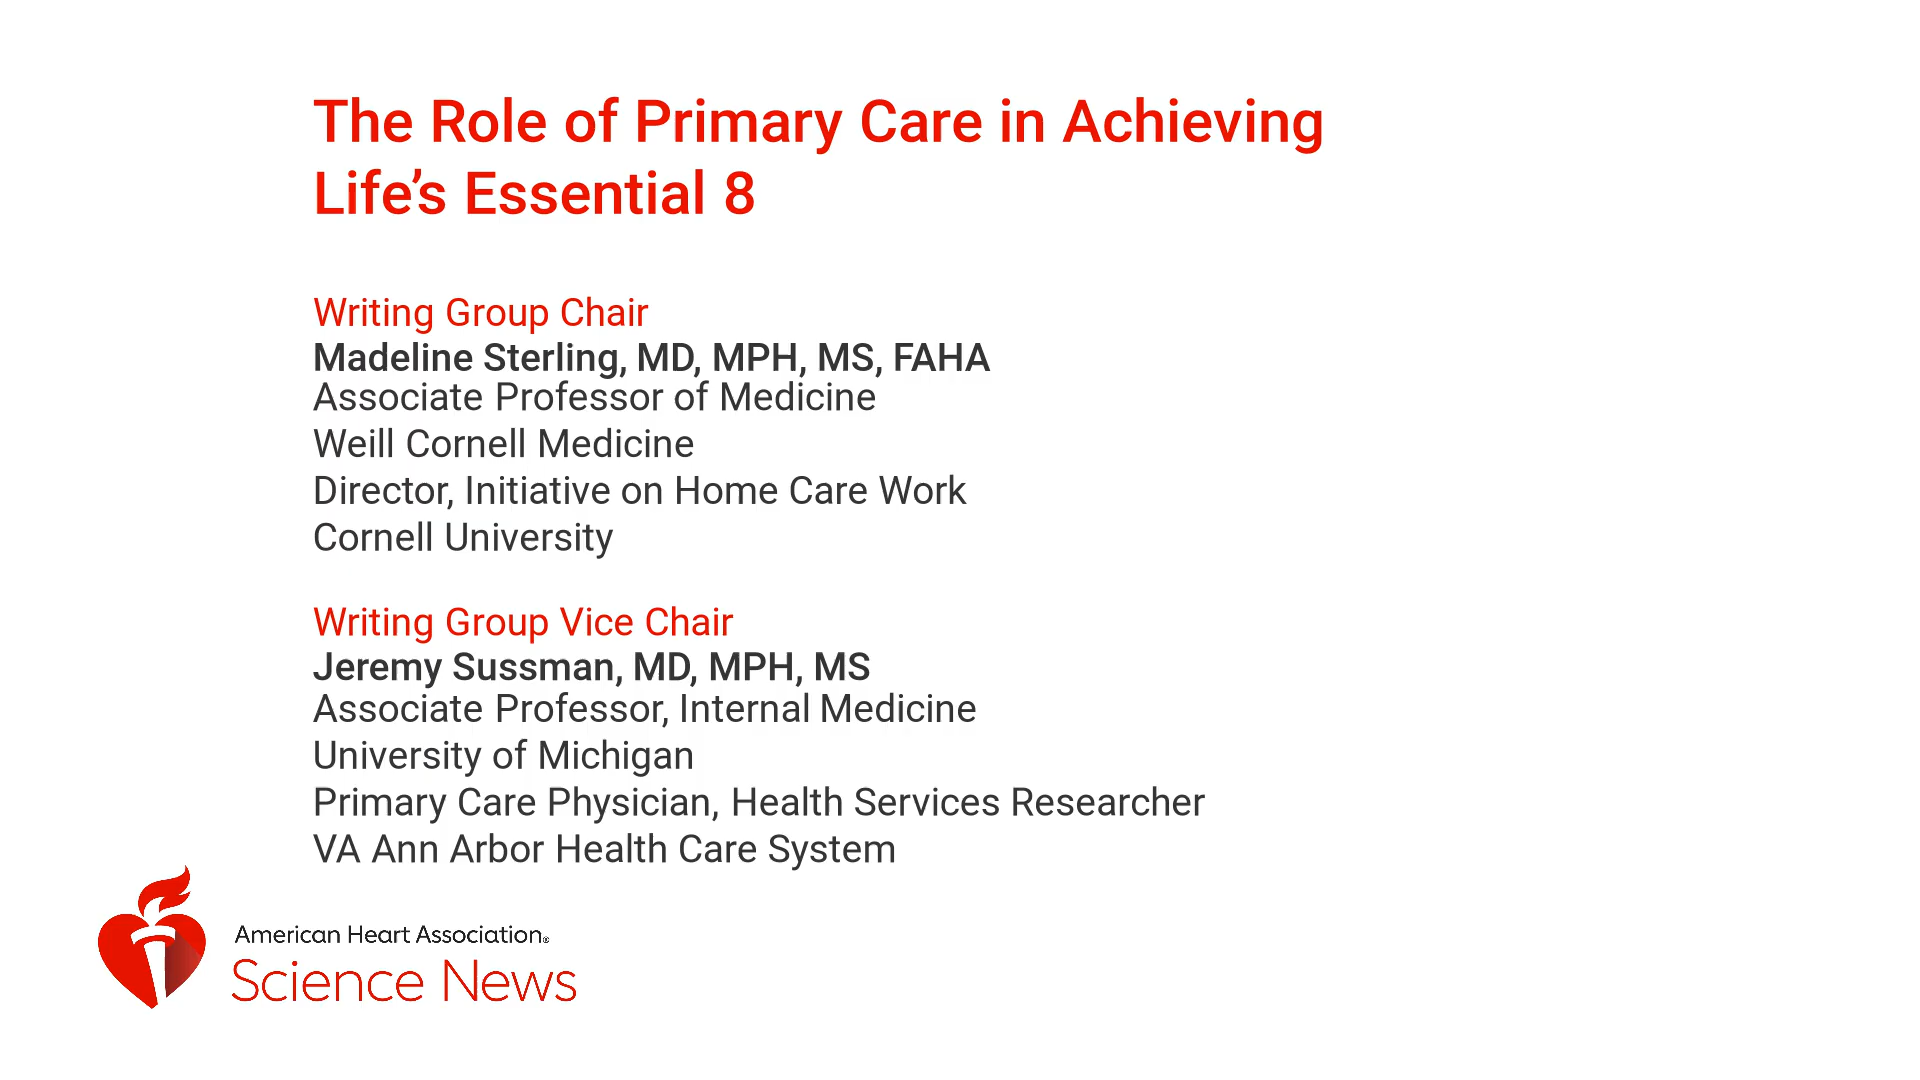 The Role of Primary Care in Achieving
Life’s Essential 8
Writing Group Chair
Madeline Sterling, MD, MPH, MS, FAHA
Associate Professor of Medicine
Weill Cornell Medicine
Director, Initiative on Home Care Work
Cornell University
Writing Group Vice Chair
Jeremy Sussman, MD, MPH, MS
Associate Professor, Internal Medicine
University of Michigan
Primary Care Physician, Health Services Researcher
VA Ann Arbor Health Care System
American Heart Association®
Science News